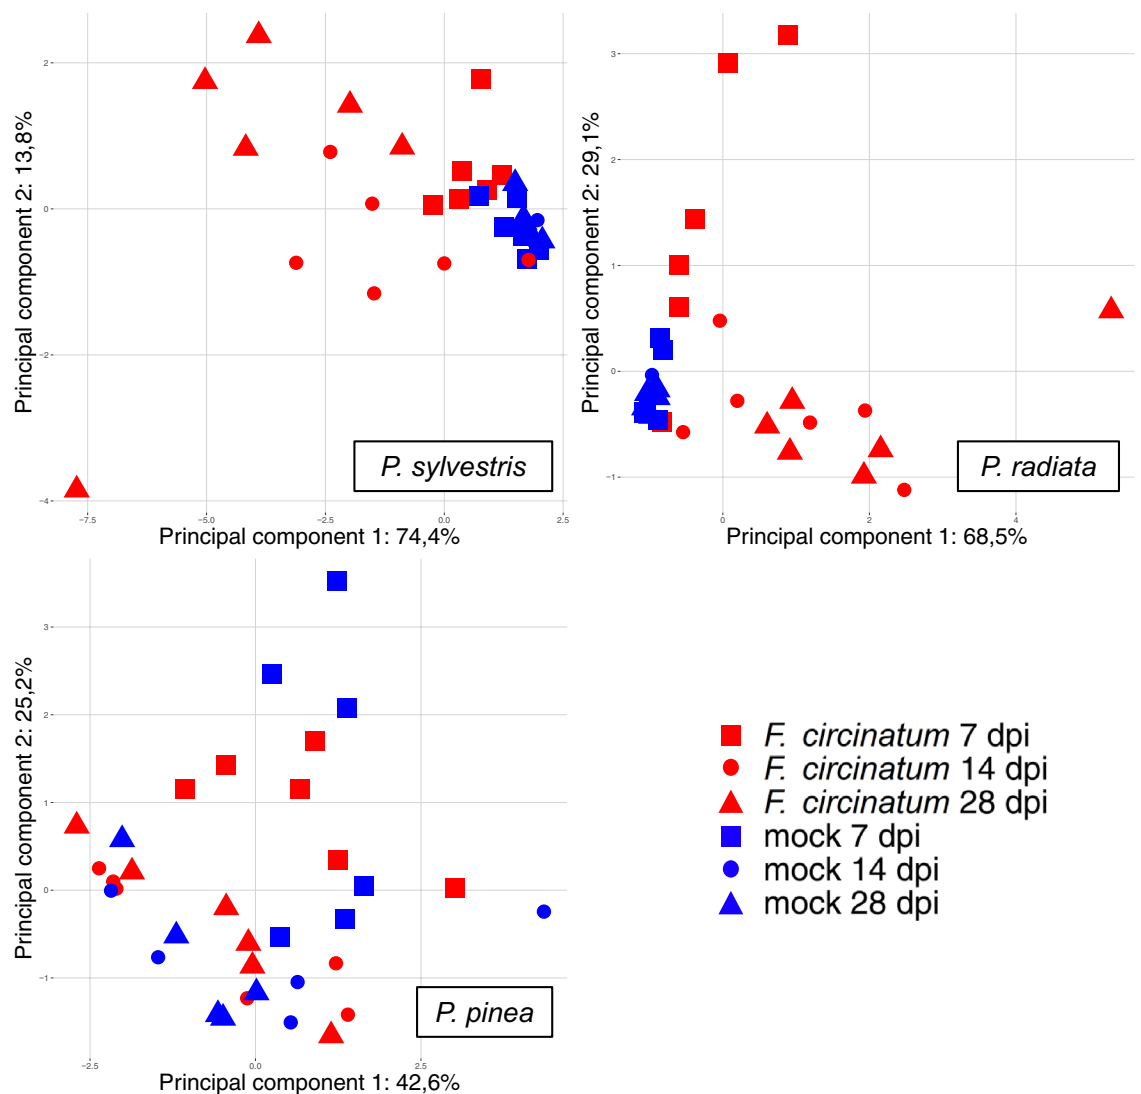 Principal component 2: 13,8%
2
0
−2
−4
−7.5
−5.0
−2.5
0.0
2.5
Principal component 1: 74,4%
P. sylvestris
Principal component 2: 29,1%
3
2
1
0
−1
0
2
4
Principal component 1: 68,5%
P. radiata
Principal component 2: 25,2%
3
2
1
0
−1
−2.5
0.0
2.5
Principal component 1: 42,6%
P. pinea
F. circinatum 7 dpi
F. circinatum 14 dpi
F. circinatum 28 dpi
mock 7 dpi
mock 14 dpi
mock 28 dpi